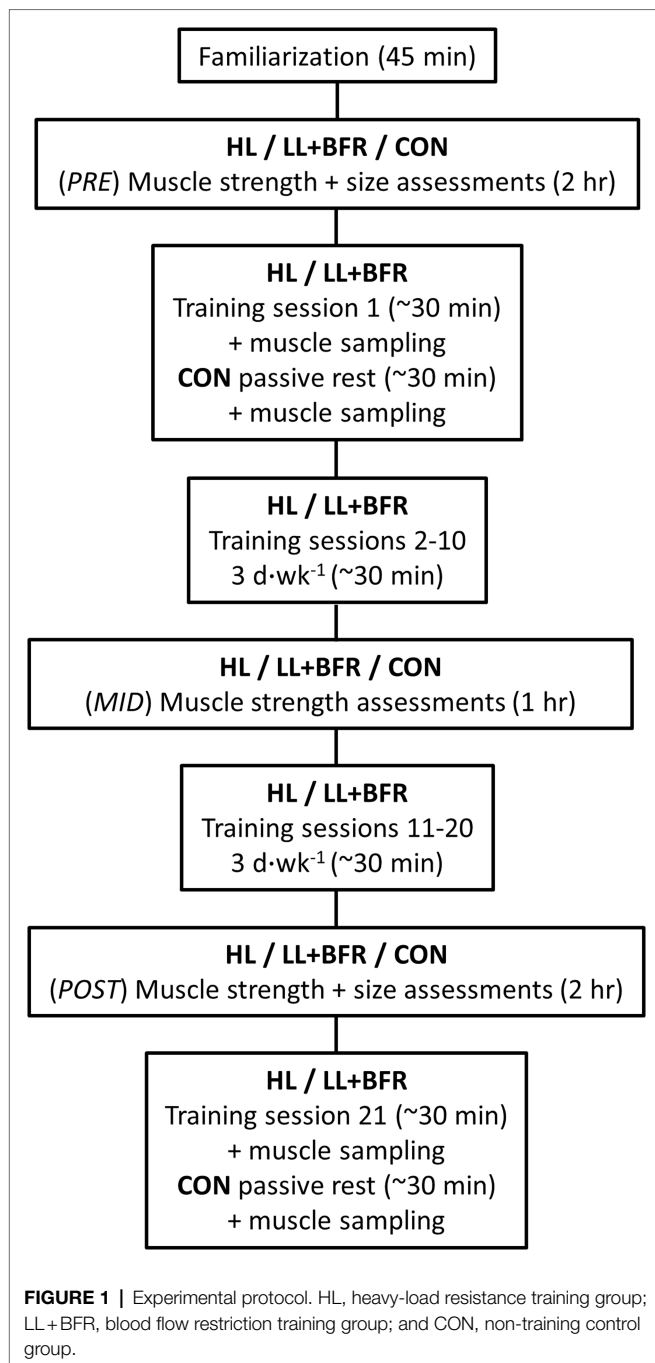 Familiarization (45 min)
HL / LL+BFR / CON
(PRE) Muscle strength + size assessments (2 hr)
HL / LL+BFR
Training session 1 (~30 min)
+ muscle sampling
CON passive rest (~30 min)
+ muscle sampling
HL / LL+BFR
Training sessions 2-10
3 d·wk⁻¹ (~30 min)
HL / LL+BFR / CON
(MID) Muscle strength assessments (1 hr)
HL / LL+BFR
Training sessions 11-20
3 d·wk⁻¹ (~30 min)
HL / LL+BFR / CON
(POST) Muscle strength + size assessments (2 hr)
HL / LL+BFR
Training session 21 (~30 min)
+ muscle sampling
CON passive rest (~30 min)
+ muscle sampling
FIGURE 1 | Experimental protocol. HL, heavy-load resistance training group;
LL+BFR, blood flow restriction training group; and CON, non-training control
group.